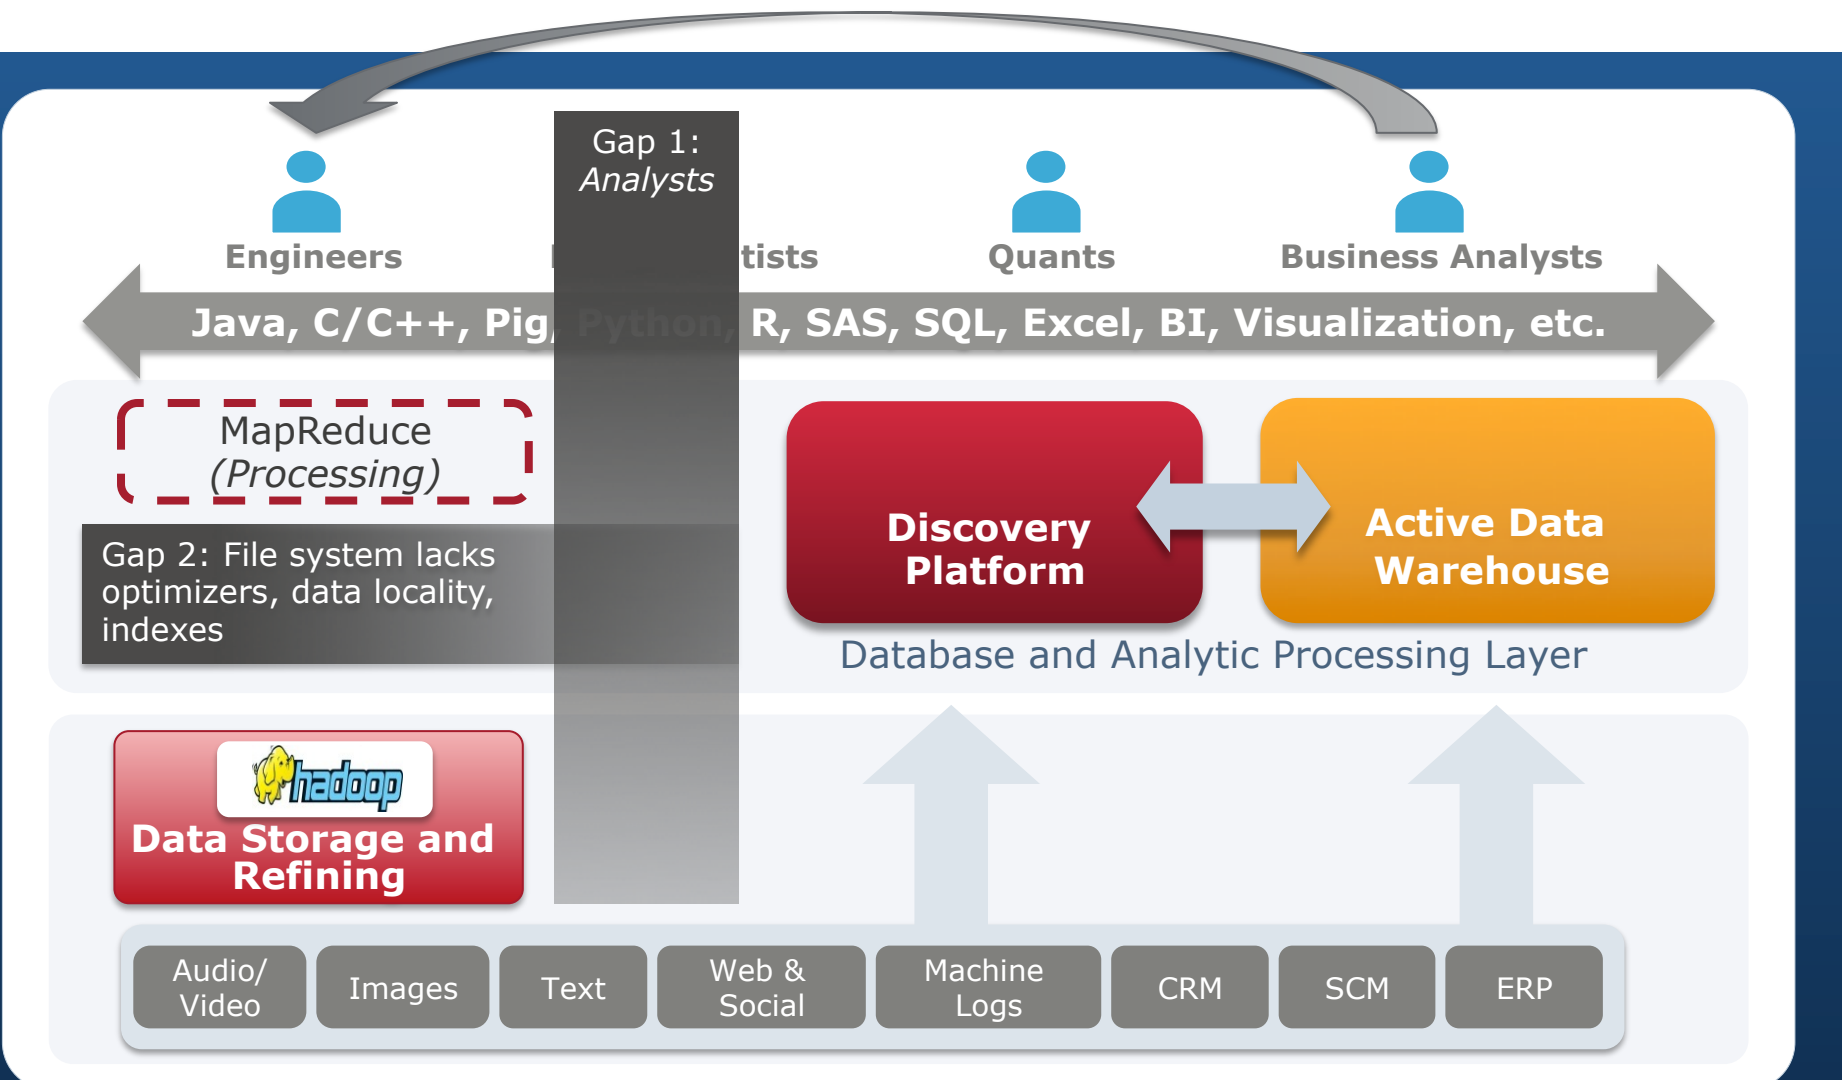 Gap 1:
Analysts
Engineers
tists
Quants
Business Analysts
Java, C/C++, Pig, Python, R, SAS, SQL, Excel, BI, Visualization, etc.
MapReduce
(Processing)
Gap 2: File system lacks
optimizers, data locality,
indexes
Discovery
Platform
Active Data
Warehouse
Database and Analytic Processing Layer
hadoop
Data Storage and
Refining
Audio/
Video
Images
Text
Web &
Social
Machine
Logs
CRM
SCM
ERP